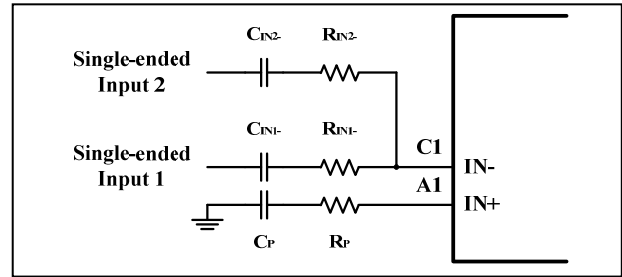 CIN2- RIN2-
Single-ended
Input 2
CIN1- RIN1-
Single-ended
Input 1
C1
IN-
A1
IN+
CP RP